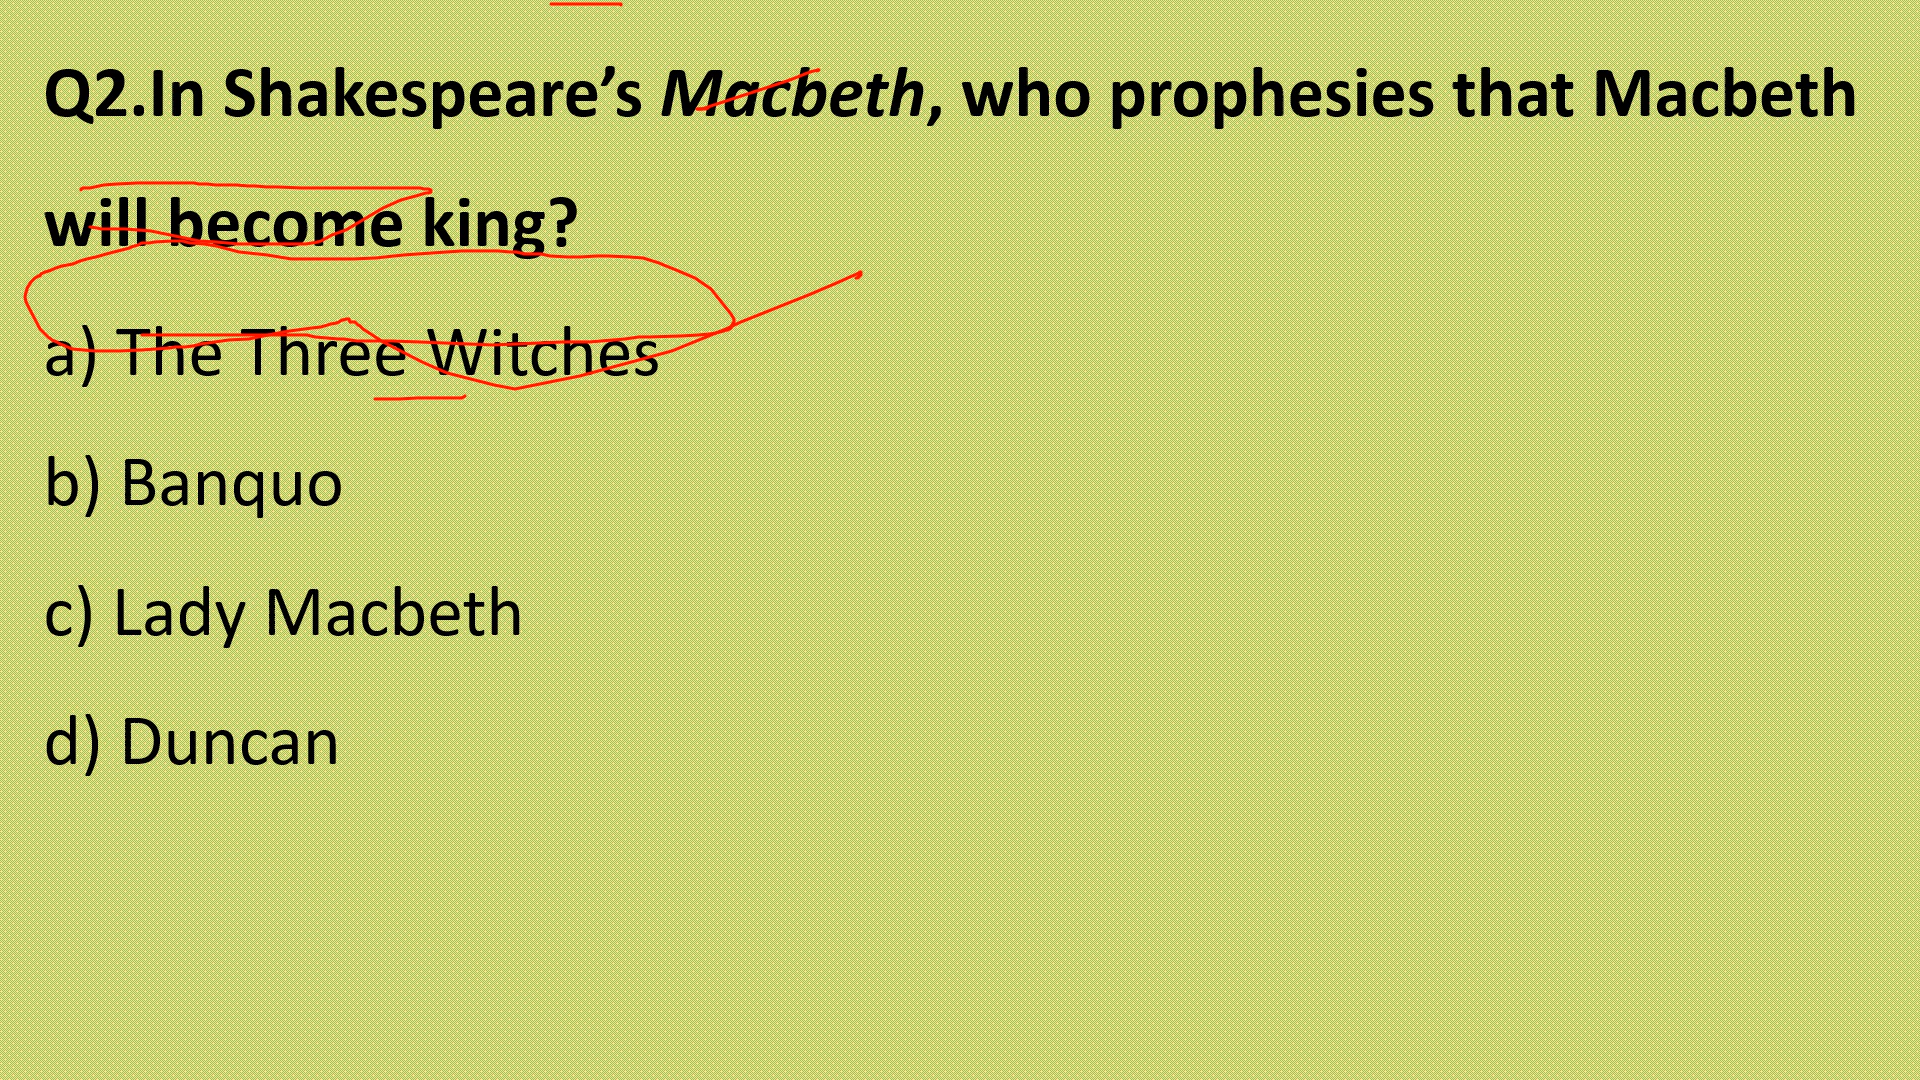 Q2.In Shakespeare’s Macbeth, who prophesies that Macbeth
will become king?
a) The Three Witches
b) Banquo
c) Lady Macbeth
d) Duncan